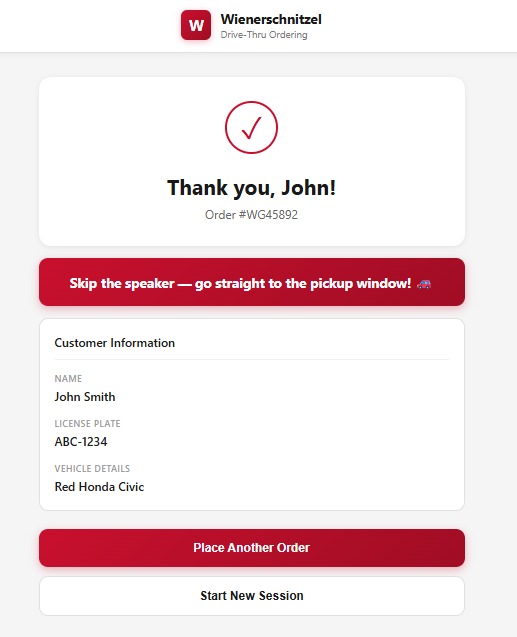 W
Wienerschnitzel
Drive-Thru Ordering
Thank you, John!
Order #WG45892
Skip the speaker — go straight to the pickup window! 🚗
Customer Information
NAME
John Smith
LICENSE PLATE
ABC-1234
VEHICLE DETAILS
Red Honda Civic
Place Another Order
Start New Session